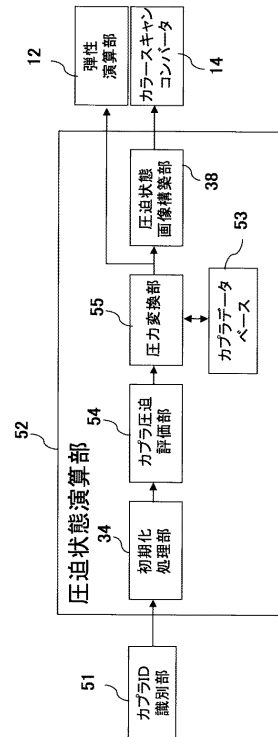 52
圧迫状態演算部
51
カプラID
識別部
34
初期化
処理部
54
カプラ圧迫
評価部
55
圧力変換部
53
カプラデータ
ベース
38
圧迫状態
画像構築部
12
弾性
演算部
カラースキャン
コンバータ
14